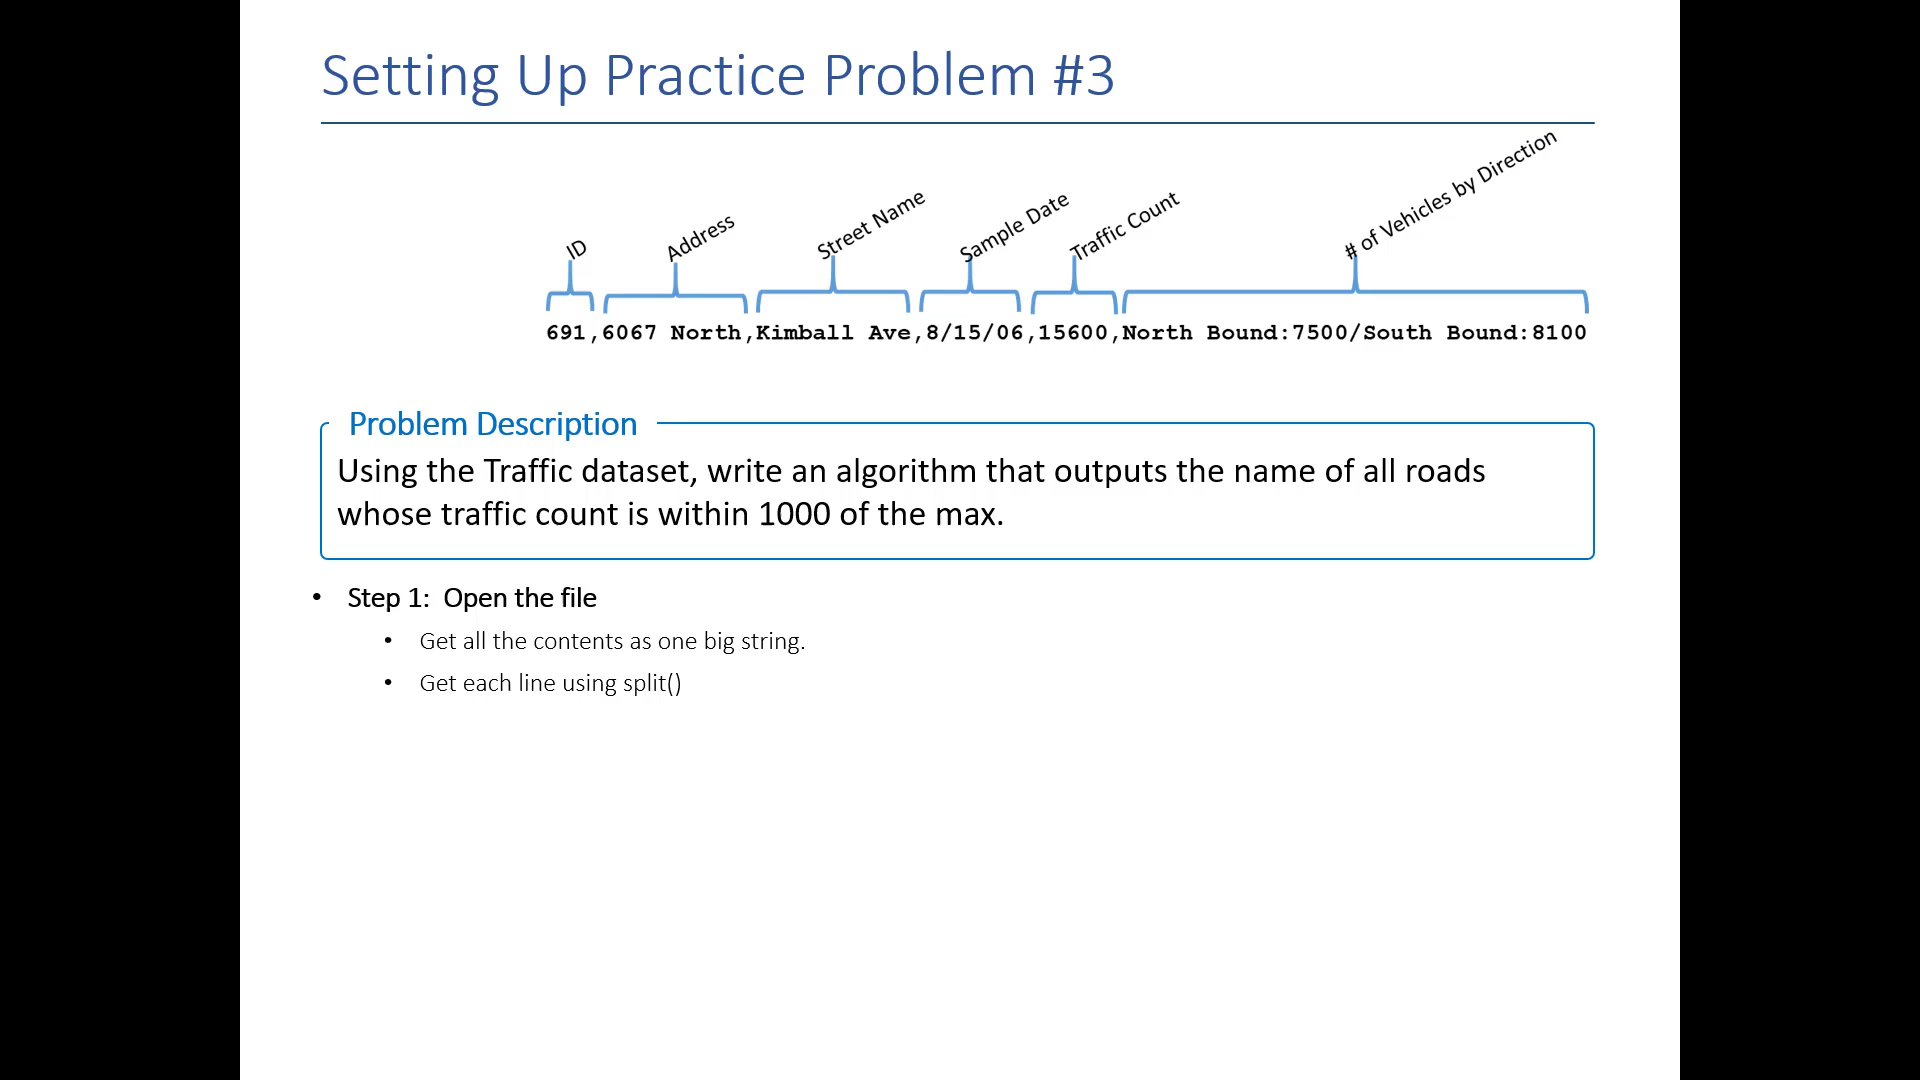 Setting Up Practice Problem #3
ID
Address
Street Name
Sample Date
Traffic Count
# of Vehicles by Direction
691,6067 North,Kimball Ave,8/15/06,15600,North Bound:7500/South Bound:8100
Problem Description
Using the Traffic dataset, write an algorithm that outputs the name of all roads
whose traffic count is within 1000 of the max.
• Step 1:  Open the file
• Get all the contents as one big string.
• Get each line using split()